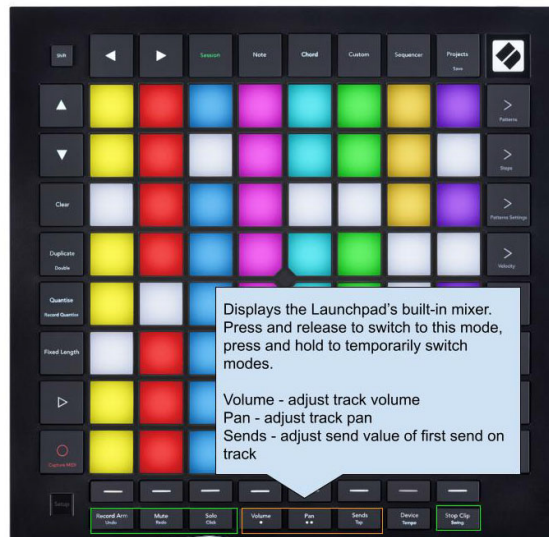 Shift
Session
Note
Chord
Custom
Sequencer
Projects
Save
Patterns
Steps
Clear
Patterns Settings
Duplicate
Double
Velocity
Quantise
Record Quantise
Displays the Launchpad's built-in mixer.
Press and release to switch to this mode,
press and hold to temporarily switch
modes.
Fixed Length
Volume - adjust track volume
Pan - adjust track pan
Sends - adjust send value of first send on
track
Capture MIDI
Setup
Record Arm
Undo
Mute
Redo
Solo
Click
Volume
Pan
Sends
Tap
Device
Tempo
Stop Clip
Swing